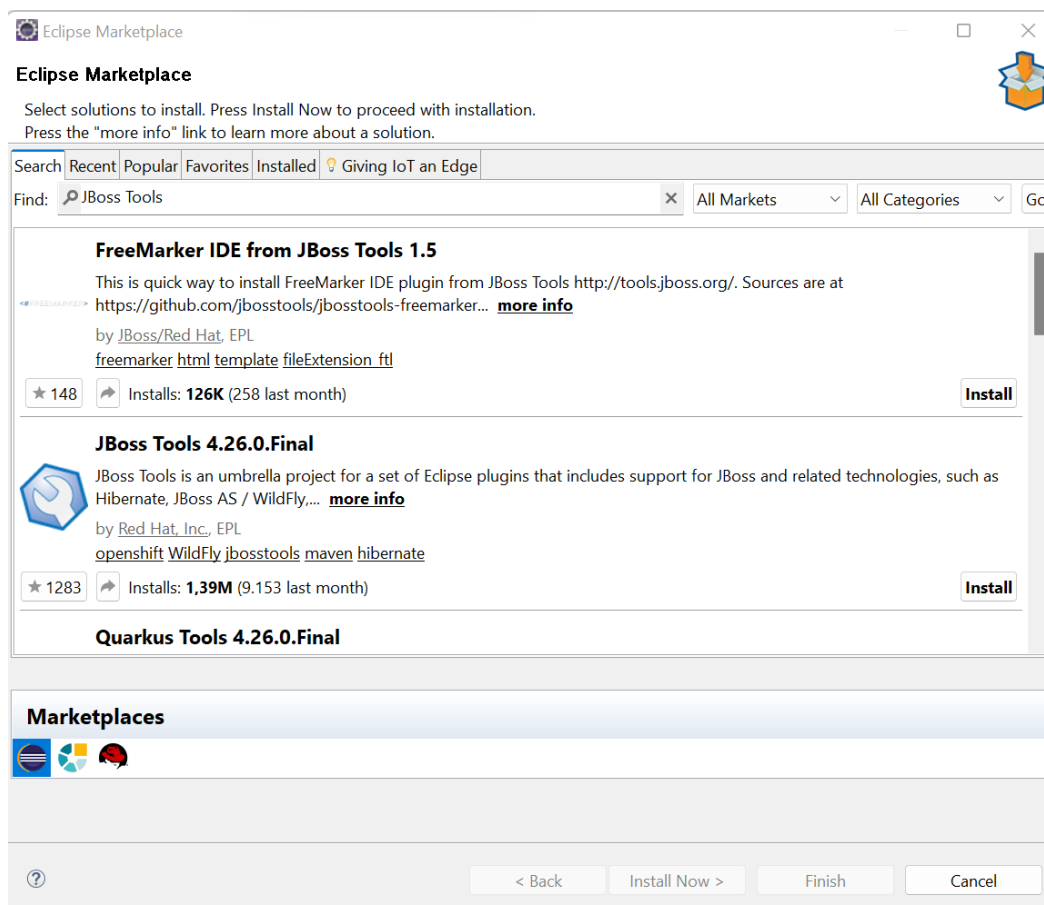 Eclipse Marketplace
Eclipse Marketplace
Select solutions to install. Press Install Now to proceed with installation.
Press the "more info" link to learn more about a solution.
Search Recent Popular Favorites Installed Giving IoT an Edge
Find: JBoss Tools All Markets All Categories Go
FreeMarker IDE from JBoss Tools 1.5
This is quick way to install FreeMarker IDE plugin from JBoss Tools http://tools.jboss.org/. Sources are at
https://github.com/jbosstools/jbosstools-freemarker... more info
by JBoss/Red Hat, EPL
freemarker html template fileExtension_ftl
148 Installs: 126K (258 last month) Install
JBoss Tools 4.26.0.Final
JBoss Tools is an umbrella project for a set of Eclipse plugins that includes support for JBoss and related technologies, such as
Hibernate, JBoss AS / WildFly,... more info
by Red Hat, Inc., EPL
openshift WildFly jbosstools maven hibernate
1283 Installs: 1,39M (9.153 last month) Install
Quarkus Tools 4.26.0.Final
Marketplaces
? < Back Install Now > Finish Cancel